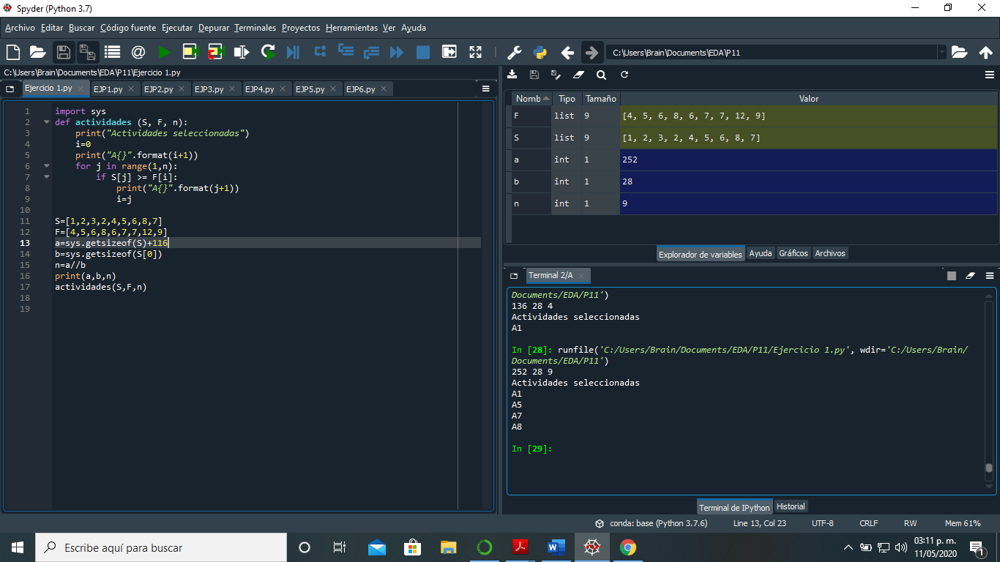 Spyder (Python 3.7)
Archivo Editar Buscar Código fuente Ejecutar Depurar Terminales Proyectos Herramientas Ver Ayuda
C:\Users\Brain\Documents\EDA\P11
C:\Users\Brain\Documents\EDA\P11\Ejercicio 1.py
Ejercicio 1.py EJP1.py EJP2.py EJP3.py EJP4.py EJP5.py EJP6.py
1 import sys
2 def actividades (S, F, n):
3 print("Actividades seleccionadas")
4 i=0
5 print("A{}".format(i+1))
6 for j in range(1,n):
7 if S[j] >= F[i]:
8 print("A{}".format(j+1))
9 i=j
10
11 S=[1,2,3,2,4,5,6,8,7]
12 F=[4,5,6,8,6,7,7,12,9]
13 a=sys.getsizeof(S)+116
14 b=sys.getsizeof(S[0])
15 n=a//b
16 print(a,b,n)
17 actividades(S,F,n)
18
19
Nomb Tipo Tamaño Valor
F list 9 [4, 5, 6, 8, 6, 7, 7, 12, 9]
S list 9 [1, 2, 3, 2, 4, 5, 6, 8, 7]
a int 1 252
b int 1 28
n int 1 9
Explorador de variables Ayuda Gráficos Archivos
Terminal 2/A
Documents/EDA/P11')
136 28 4
Actividades seleccionadas
A1
In [28]: runfile('C:/Users/Brain/Documents/EDA/P11/Ejercicio 1.py', wdir='C:/Users/Brain/
Documents/EDA/P11')
252 28 9
Actividades seleccionadas
A1
A5
A7
A8
In [29]:
Terminal de IPython Historial
conda: base (Python 3.7.6) Line 13, Col 23 UTF-8 CRLF RW Mem 61%
Escribe aquí para buscar
03:11 p. m.
11/05/2020
1